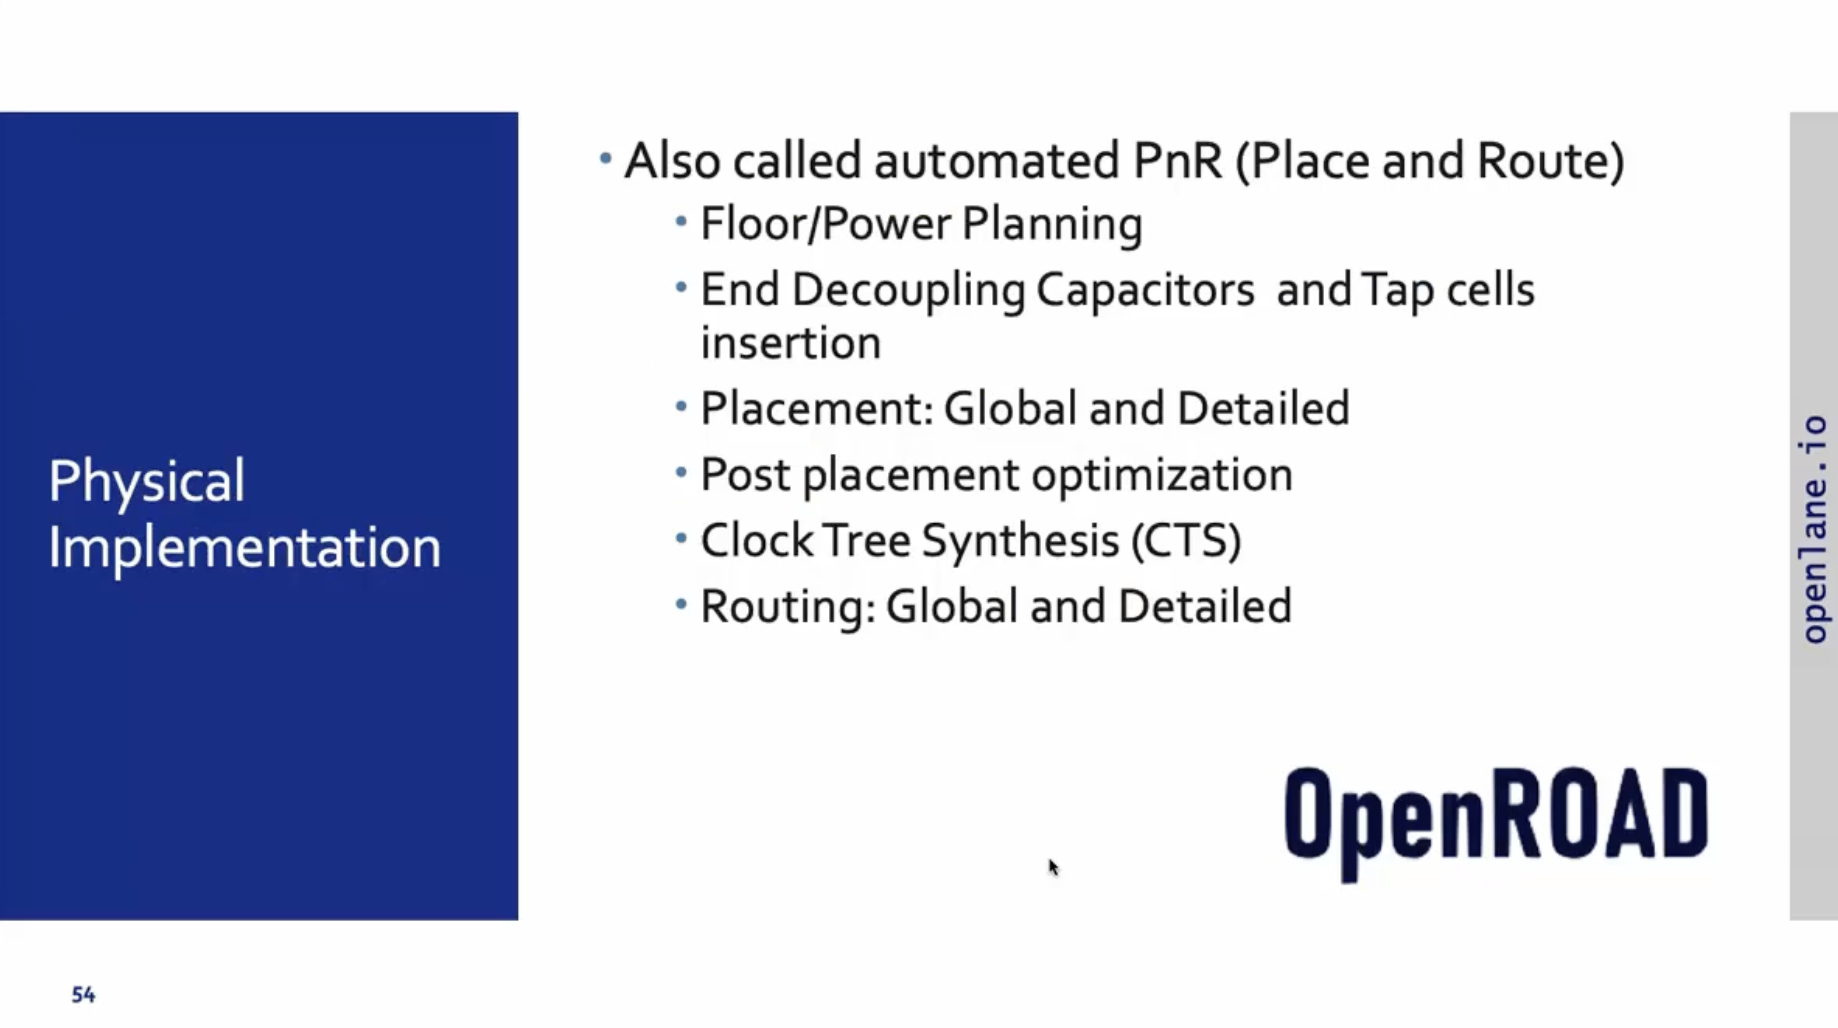 Physical
Implementation
• Also called automated PnR (Place and Route)
• Floor/Power Planning
• End Decoupling Capacitors and Tap cells
insertion
• Placement: Global and Detailed
• Post placement optimization
• Clock Tree Synthesis (CTS)
• Routing: Global and Detailed
OpenROAD
openlane.io
54